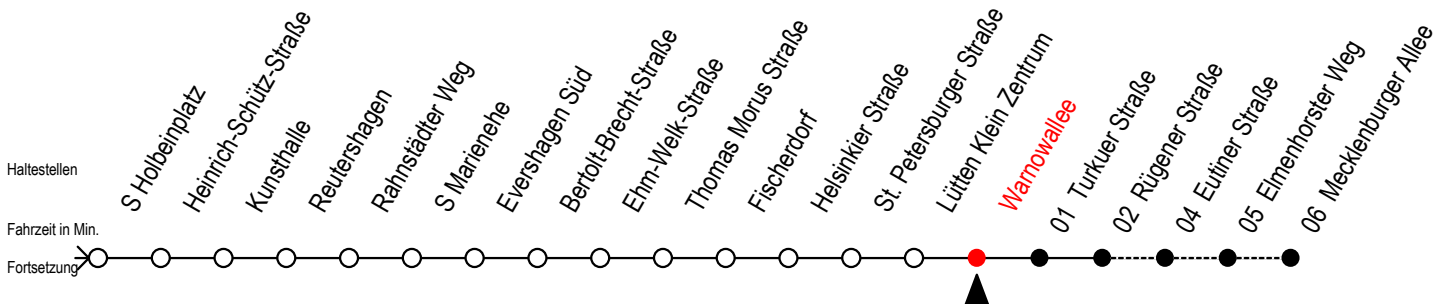 Haltestellen
S Holbeinplatz
Heinrich-Schütz-Straße
Kunsthalle
Reutershagen
Rahnstädter Weg
S Marienehe
Evershagen Süd
Bertolt-Brecht-Straße
Ehm-Welk-Straße
Thomas Morus Straße
Fischerdorf
Helsinkier Straße
St. Petersburger Straße
Lütten Klein Zentrum
Warnowallee
01 Turkuer Straße
02 Rügener Straße
04 Eutiner Straße
05 Elmenhorster Weg
06 Mecklenburger Allee
Fahrzeit in Min.
Fortsetzung